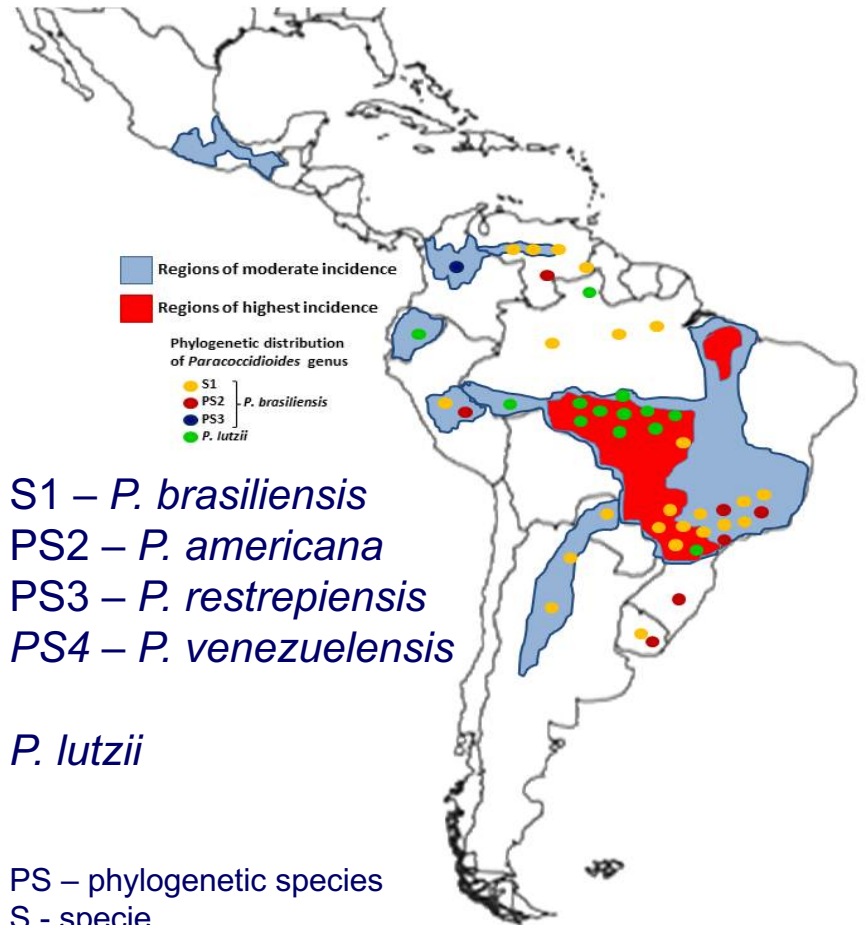 Regions of moderate incidence
Regions of highest incidence
Phylogenetic distribution
of Paracoccidioides genus
S1
PS2 P. brasiliensis
PS3
P. lutzii
S1 – P. brasiliensis
PS2 – P. americana
PS3 – P. restrepiensis
PS4 – P. venezuelensis
P. lutzii
PS – phylogenetic species
S - specie